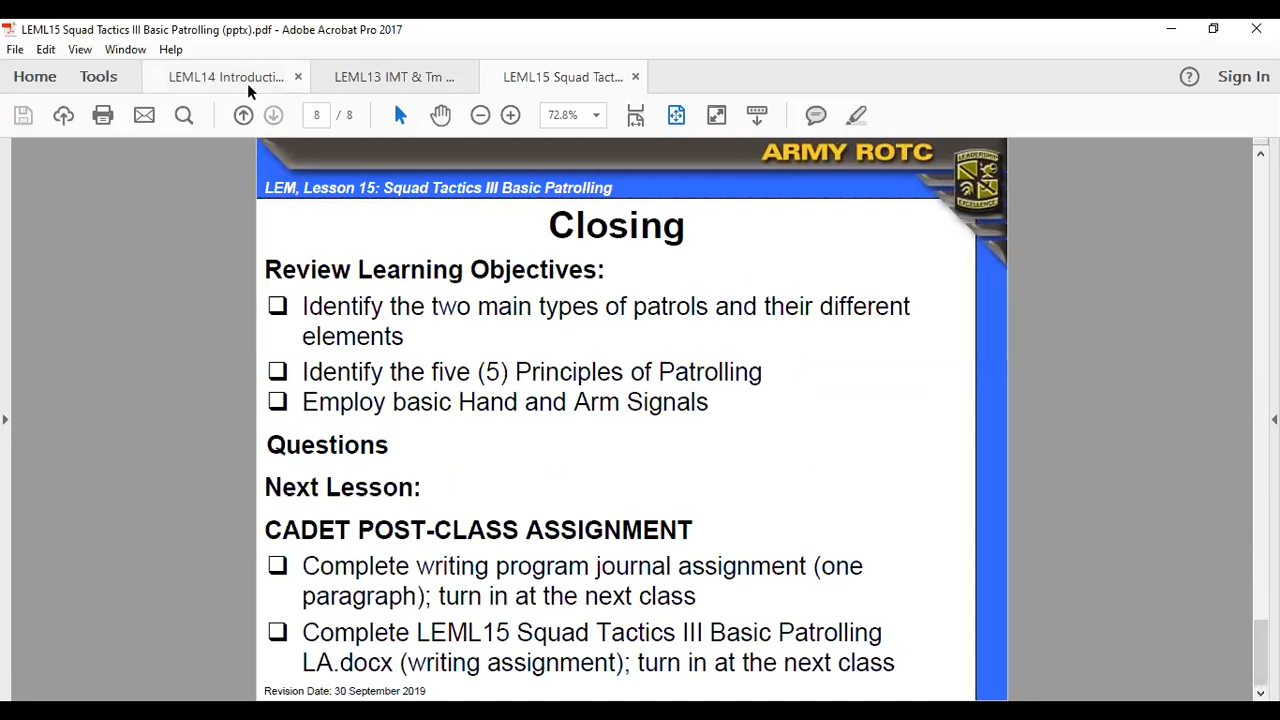 LEML15 Squad Tactics III Basic Patrolling (pptx).pdf - Adobe Acrobat Pro 2017
File Edit View Window Help
Home Tools LEML14 Introducti... × LEML13 IMT & Tm ... LEML15 Squad Tact... × ? Sign In
8 / 8 72.8%
ARMY ROTC
LEADERSHIP
EXCELLENCE
LEM, Lesson 15: Squad Tactics III Basic Patrolling
Closing
Review Learning Objectives:
Identify the two main types of patrols and their different
elements
Identify the five (5) Principles of Patrolling
Employ basic Hand and Arm Signals
Questions
Next Lesson:
CADET POST-CLASS ASSIGNMENT
Complete writing program journal assignment (one
paragraph); turn in at the next class
Complete LEML15 Squad Tactics III Basic Patrolling
LA.docx (writing assignment); turn in at the next class
Revision Date: 30 September 2019